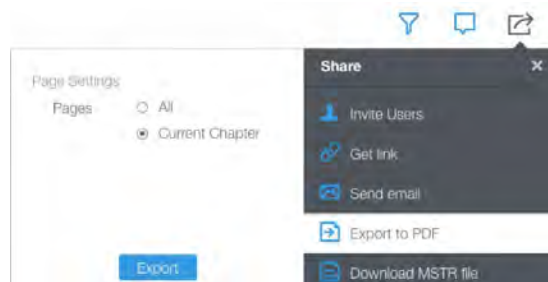 Share ×
Page Settings
Pages All
Current Chapter
Export
Invite Users
Get link
Send email
Export to PDF
Download MSTR file